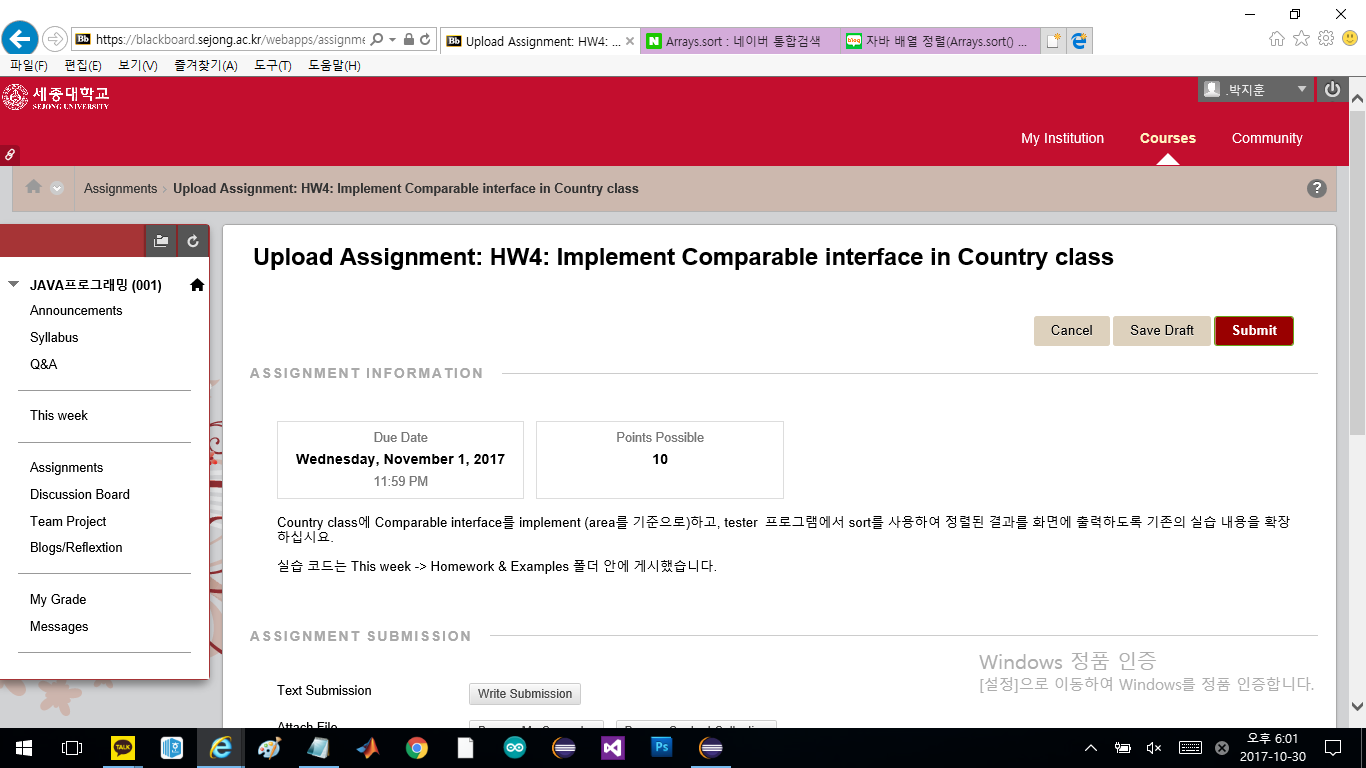 https://blackboard.sejong.ac.kr/webapps/assignme
Bb Upload Assignment: HW4: ...
N Arrays.sort : 네이버 통합검색
blog 자바 배열 정렬(Arrays.sort() ...
파일(F) 편집(E) 보기(V) 즐겨찾기(A) 도구(T) 도움말(H)
세종대학교
SEJONG UNIVERSITY
.박지훈
My Institution Courses Community
Assignments › Upload Assignment: HW4: Implement Comparable interface in Country class
?
Upload Assignment: HW4: Implement Comparable interface in Country class
JAVA프로그래밍 (001)
Announcements
Syllabus
Q&A
This week
Assignments
Discussion Board
Team Project
Blogs/Reflextion
My Grade
Messages
Cancel Save Draft Submit
ASSIGNMENT INFORMATION
Due Date
Wednesday, November 1, 2017
11:59 PM
Points Possible
10
Country class에 Comparable interface를 implement (area를 기준으로)하고, tester 프로그램에서 sort를 사용하여 정렬된 결과를 화면에 출력하도록 기존의 실습 내용을 확장
하십시요.
실습 코드는 This week -> Homework & Examples 폴더 안에 게시했습니다.
ASSIGNMENT SUBMISSION
Text Submission Write Submission
Attach File
Windows 정품 인증
[설정]으로 이동하여 Windows를 정품 인증합니다.
TALK
Ps
오후 6:01
2017-10-30